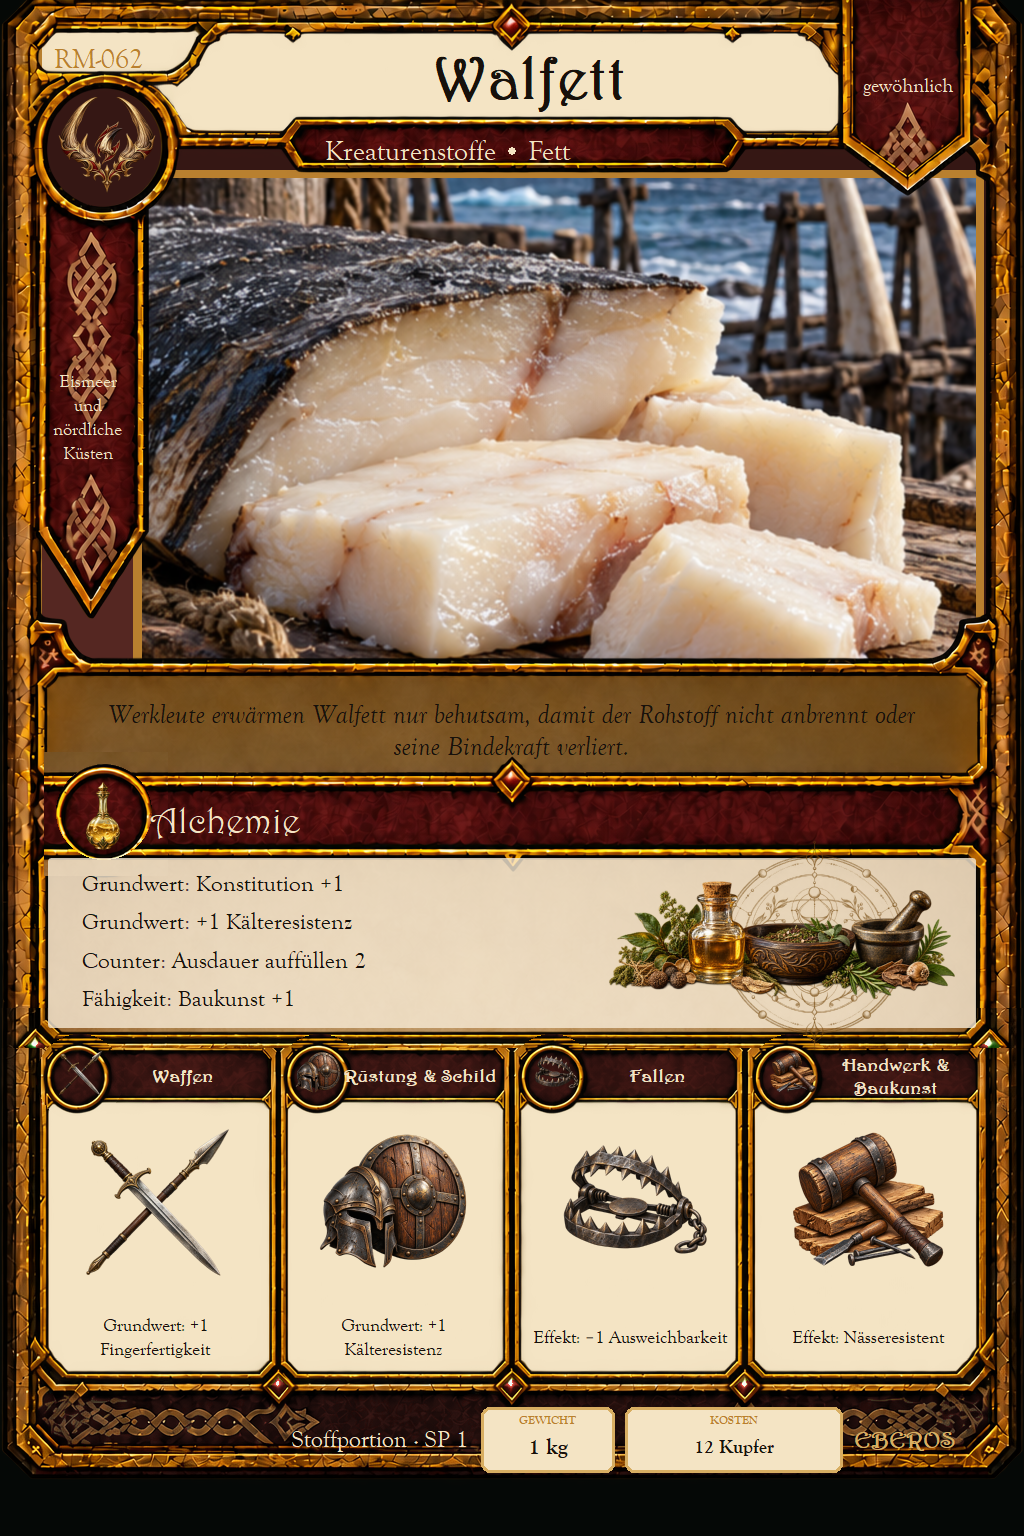 RM-062
Walfett
gewöhnlich
Kreaturenstoffe • Fett
Eismeer
und
nördliche
Küsten
Werkleute erwärmen Walfett nur behutsam, damit der Rohstoff nicht anbrennt oder
seine Bindekraft verliert.
Alchemie
Grundwert: Konstitution +1
Grundwert: +1 Kälteresistenz
Counter: Ausdauer auffüllen 2
Fähigkeit: Baukunst +1
Waffen
Grundwert: +1
Fingerfertigkeit
Rüstung & Schild
Grundwert: +1
Kälteresistenz
Fallen
Effekt: -1 Ausweichbarkeit
Handwerk &
Baukunst
Effekt: Nässeresistent
Stoffportion · SP 1
GEWICHT
1 kg
KOSTEN
12 Kupfer
EBEROS